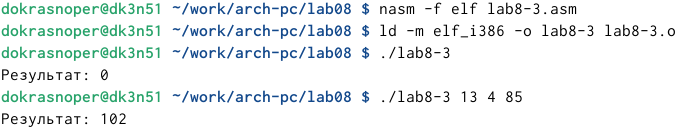 dokrasnoper@dk3n51 ~/work/arch-pc/lab08 $ nasm -f elf lab8-3.asm
dokrasnoper@dk3n51 ~/work/arch-pc/lab08 $ ld -m elf_i386 -o lab8-3 lab8-3.o
dokrasnoper@dk3n51 ~/work/arch-pc/lab08 $ ./lab8-3
Результат: 0
dokrasnoper@dk3n51 ~/work/arch-pc/lab08 $ ./lab8-3 13 4 85
Результат: 102